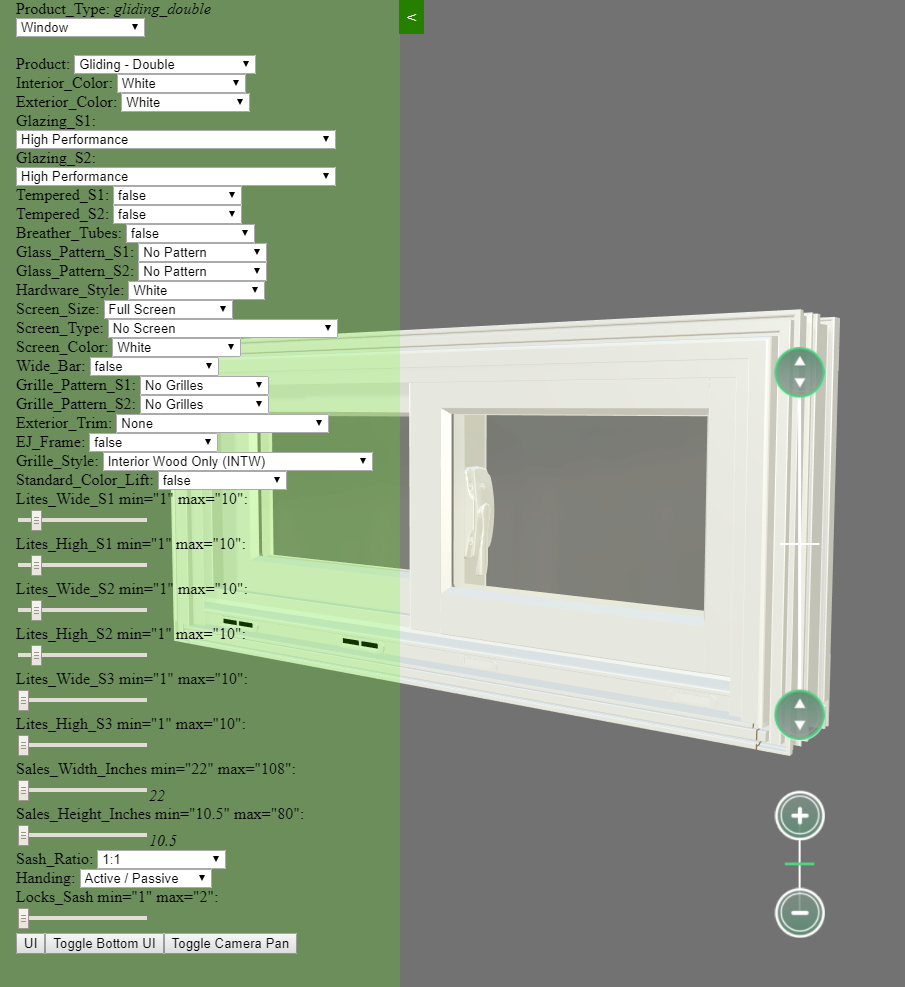 Product_Type: gliding_double
<
Window
Product: Gliding - Double
Interior_Color: White
Exterior_Color: White
Glazing_S1:
High Performance
Glazing_S2:
High Performance
Tempered_S1: false
Tempered_S2: false
Breather_Tubes: false
Glass_Pattern_S1: No Pattern
Glass_Pattern_S2: No Pattern
Hardware_Style: White
Screen_Size: Full Screen
Screen_Type: No Screen
Screen_Color: White
Wide_Bar: false
Grille_Pattern_S1: No Grilles
Grille_Pattern_S2: No Grilles
Exterior_Trim: None
EJ_Frame: false
Grille_Style: Interior Wood Only (INTW)
Standard_Color_Lift: false
Lites_Wide_S1 min="1" max="10":
Lites_High_S1 min="1" max="10":
Lites_Wide_S2 min="1" max="10":
Lites_High_S2 min="1" max="10":
Lites_Wide_S3 min="1" max="10":
Lites_High_S3 min="1" max="10":
Sales_Width_Inches min="22" max="108":
22
Sales_Height_Inches min="10.5" max="80":
10.5
Sash_Ratio: 1:1
Handing: Active / Passive
Locks_Sash min="1" max="2":
UI Toggle Bottom UI Toggle Camera Pan